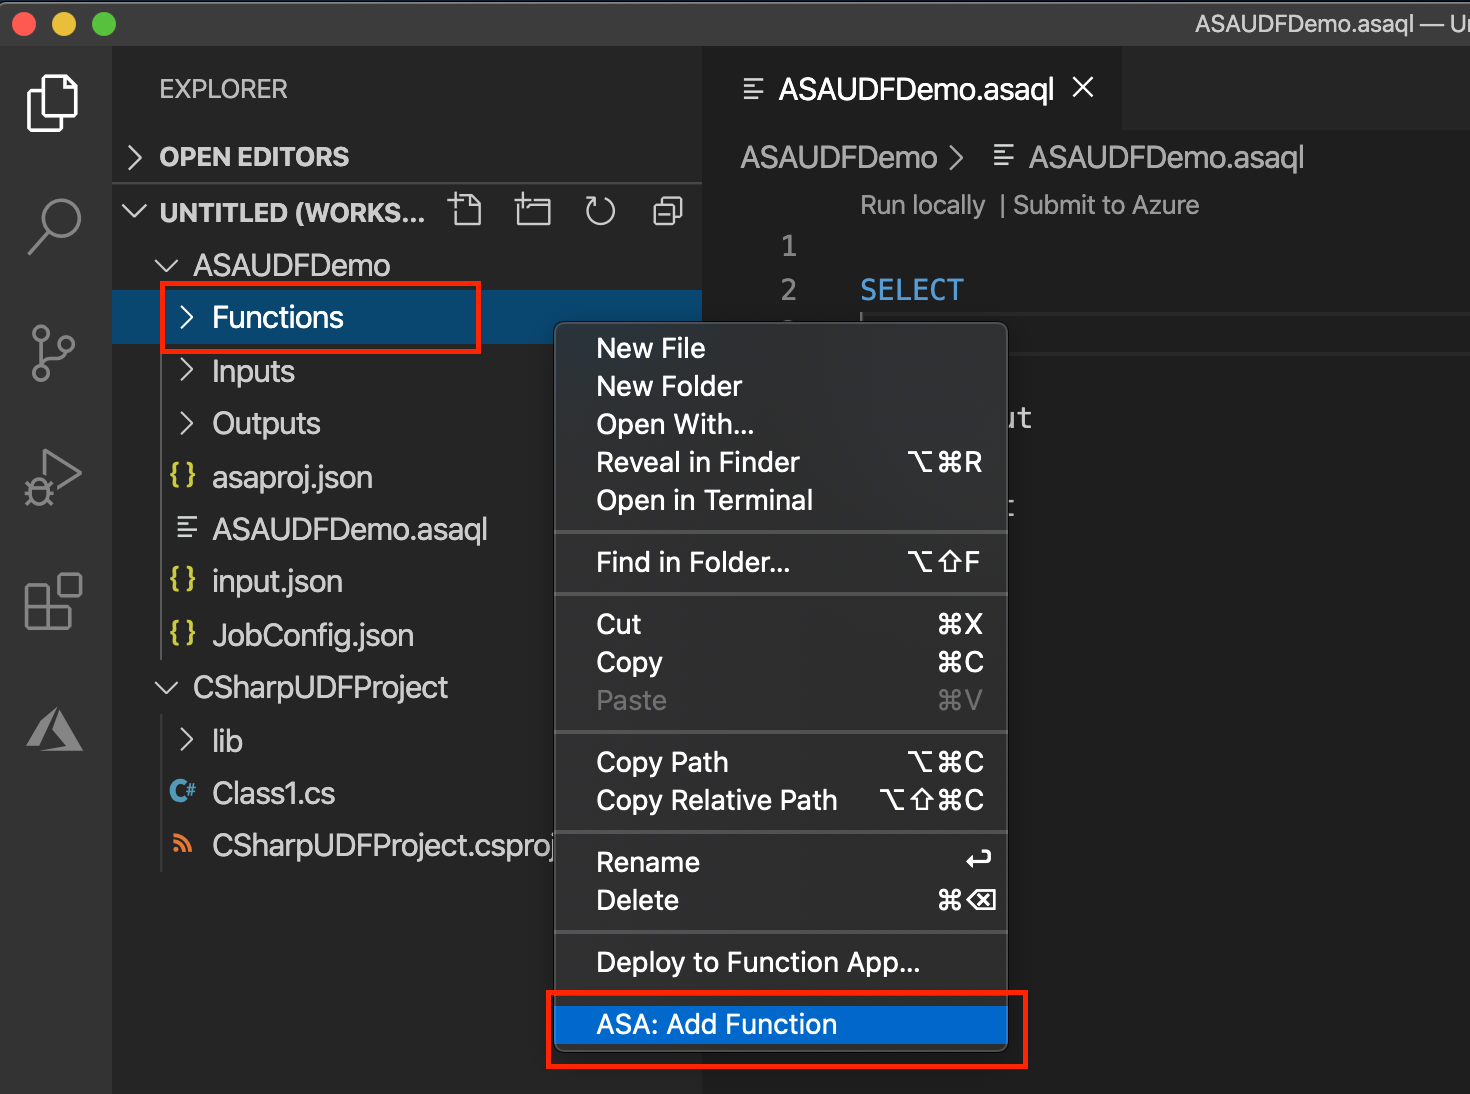 ASAUDFDemo.asaql — Un
EXPLORER
OPEN EDITORS
UNTITLED (WORKS...
ASAUDFDemo
Functions
Inputs
Outputs
{} asaproj.json
ASAUDFDemo.asaql
{} input.json
{} JobConfig.json
CSharpUDFProject
lib
C# Class1.cs
CSharpUDFProject.csproj
ASAUDFDemo.asaql
ASAUDFDemo > ASAUDFDemo.asaql
Run locally | Submit to Azure
1
2 SELECT
New File
New Folder
Open With...
Reveal in Finder ⌥⌘R
Open in Terminal
Find in Folder... ⌥⇧F
Cut ⌘X
Copy ⌘C
Paste ⌘V
Copy Path ⌥⌘C
Copy Relative Path ⌥⇧⌘C
Rename ↩
Delete ⌘⌫
Deploy to Function App...
ASA: Add Function